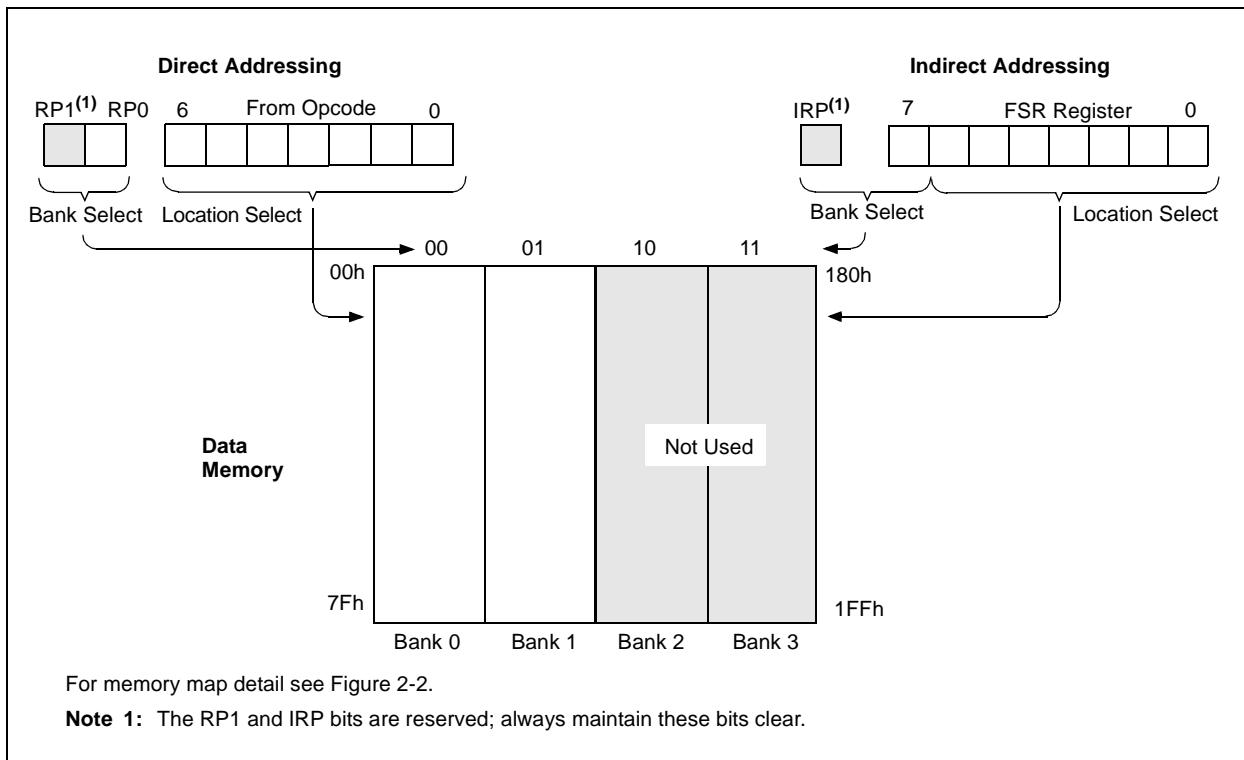 Direct Addressing
Indirect Addressing
RP1(1) RP0 6 From Opcode 0
IRP(1) 7 FSR Register 0
Bank Select Location Select
Bank Select Location Select
00 01 10 11
00h
180h
Data
Memory
Not Used
7Fh
1FFh
Bank 0 Bank 1 Bank 2 Bank 3
For memory map detail see Figure 2-2.
Note 1: The RP1 and IRP bits are reserved; always maintain these bits clear.